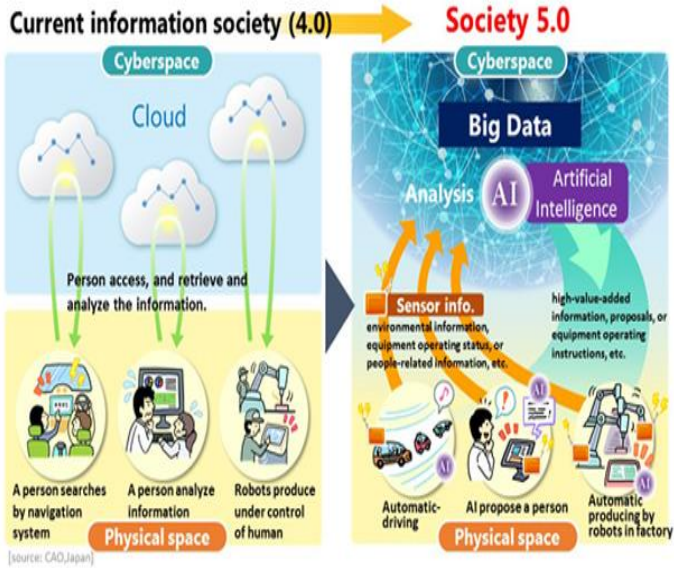 Current information society (4.0)
Society 5.0
Cyberspace
Cloud
Person access, and retrieve and
analyze the information.
A person searches
by navigation
system
A person analyze
information
Robots produce
under control
of human
Physical space
[source: CAO,Japan]
Cyberspace
Big Data
Analysis
AI
Artificial
Intelligence
Sensor info.
environmental information,
equipment operating status, or
people-related information, etc.
high-value-added
information, proposals, or
equipment operating
instructions, etc.
AI
AI
AI
Automatic-
driving
AI propose a person
Automatic
producing by
robots in factory
Physical space